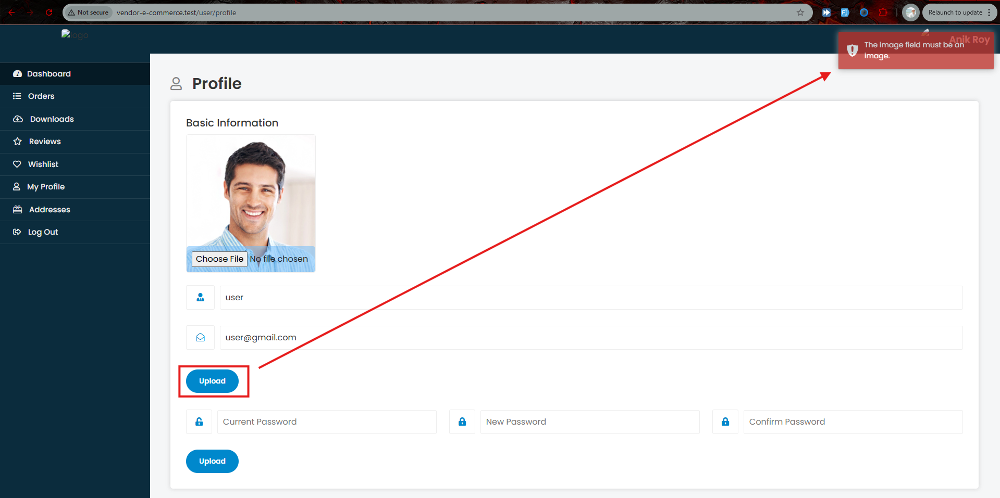 Not secure
vendor-e-commerce.test/user/profile
Relaunch to update
logo
Anik Roy
The image field must be an
image.
Dashboard
Orders
Downloads
Reviews
Wishlist
My Profile
Addresses
Log Out
Profile
Basic Information
Choose File No file chosen
user
user@gmail.com
Upload
Current Password
New Password
Confirm Password
Upload